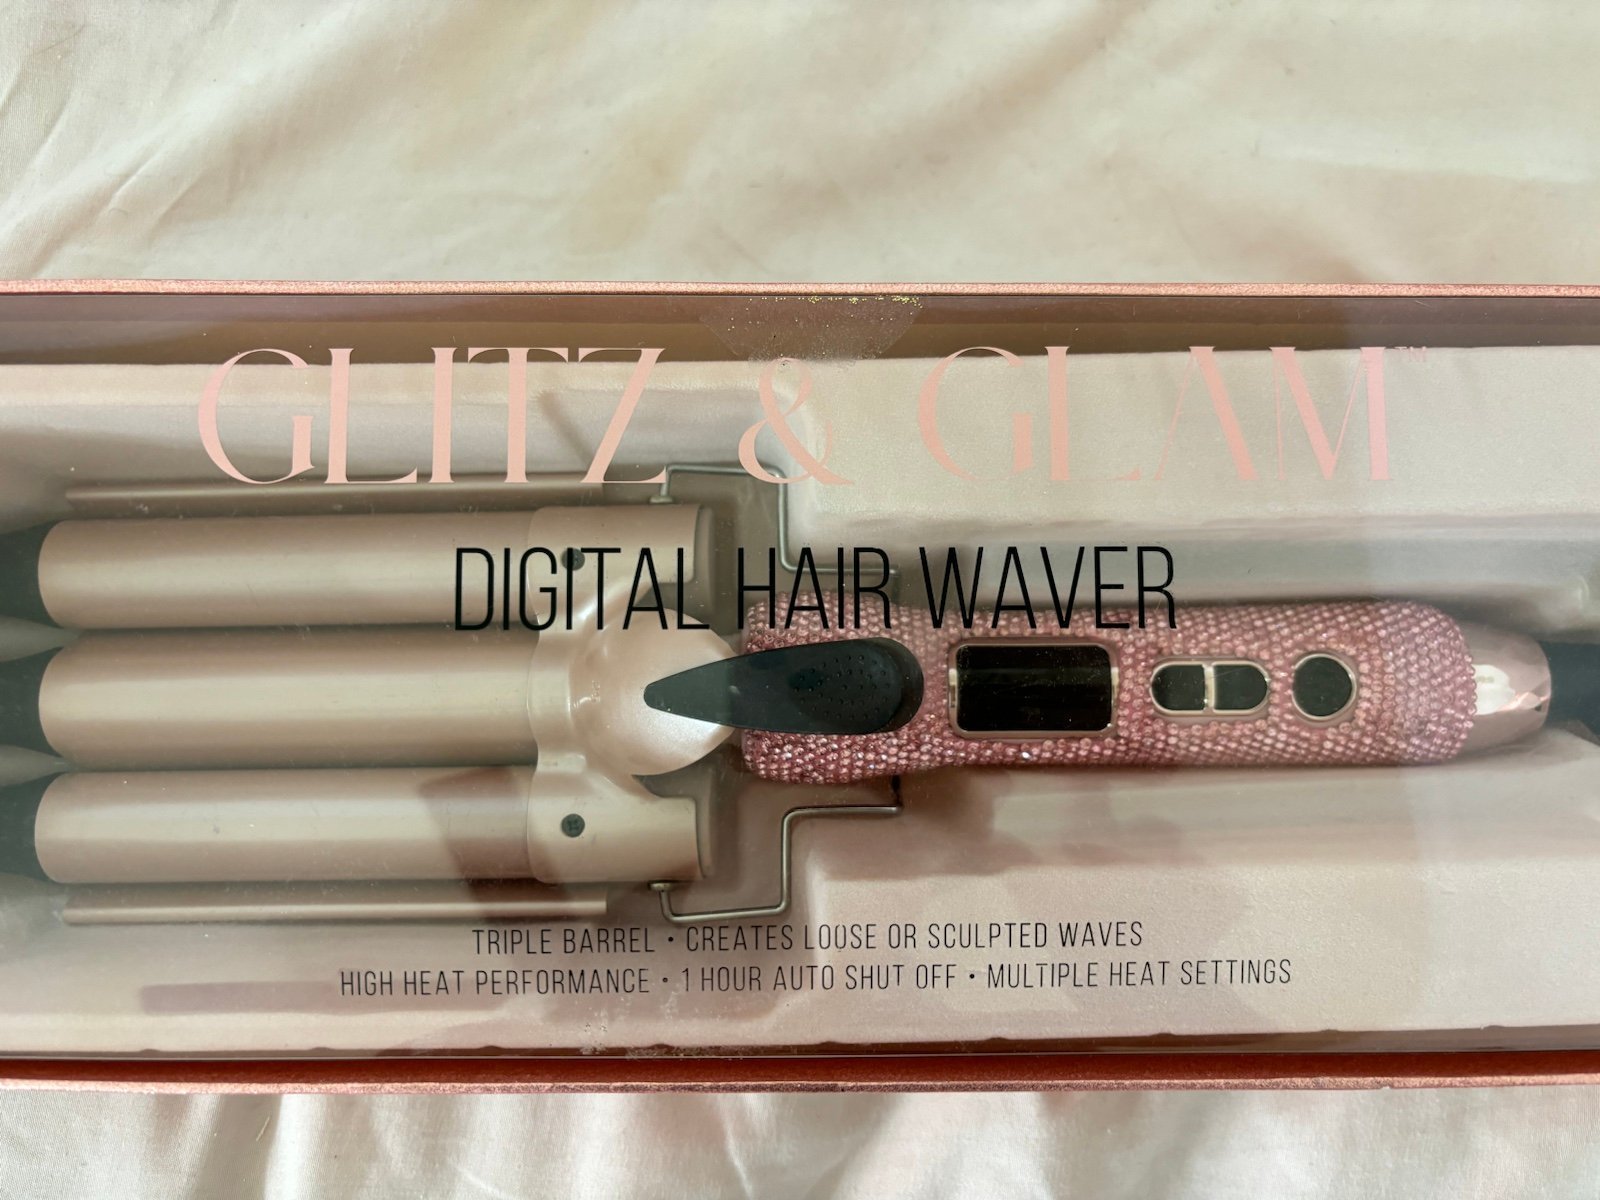 GLITZ & GLAM™
DIGITAL HAIR WAVER
TRIPLE BARREL • CREATES LOOSE OR SCULPTED WAVES
HIGH HEAT PERFORMANCE • 1 HOUR AUTO SHUT OFF • MULTIPLE HEAT SETTINGS